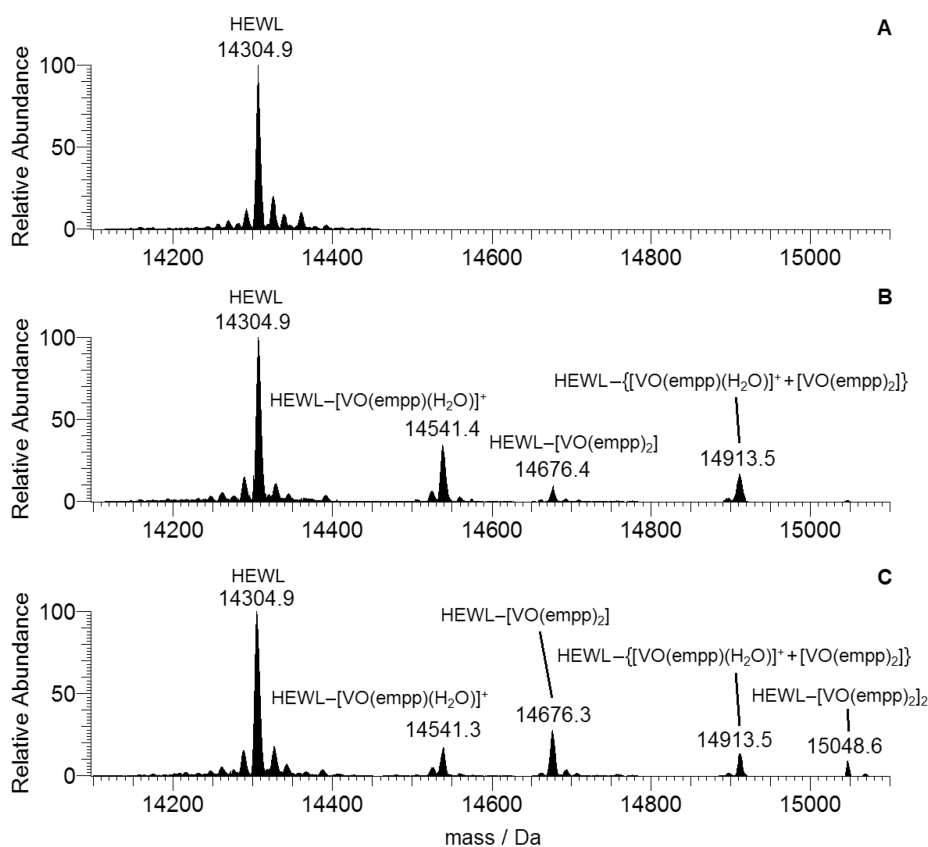 HEWL
14304.9
A
Relative Abundance
100
50
0
14200 14400 14600 14800 15000
B
HEWL
14304.9
HEWL–{[VO(empp)(H₂O)]⁺+[VO(empp)₂]}
HEWL–[VO(empp)(H₂O)]⁺
14541.4
HEWL–[VO(empp)₂]
14676.4
14913.5
Relative Abundance
100
50
0
14200 14400 14600 14800 15000
C
HEWL
14304.9
HEWL–[VO(empp)₂]
HEWL–{[VO(empp)(H₂O)]⁺+[VO(empp)₂]}
HEWL–[VO(empp)(H₂O)]⁺
14541.3
14676.3
HEWL–[VO(empp)₂]₂
14913.5
15048.6
Relative Abundance
100
50
0
14200 14400 14600 14800 15000
mass / Da